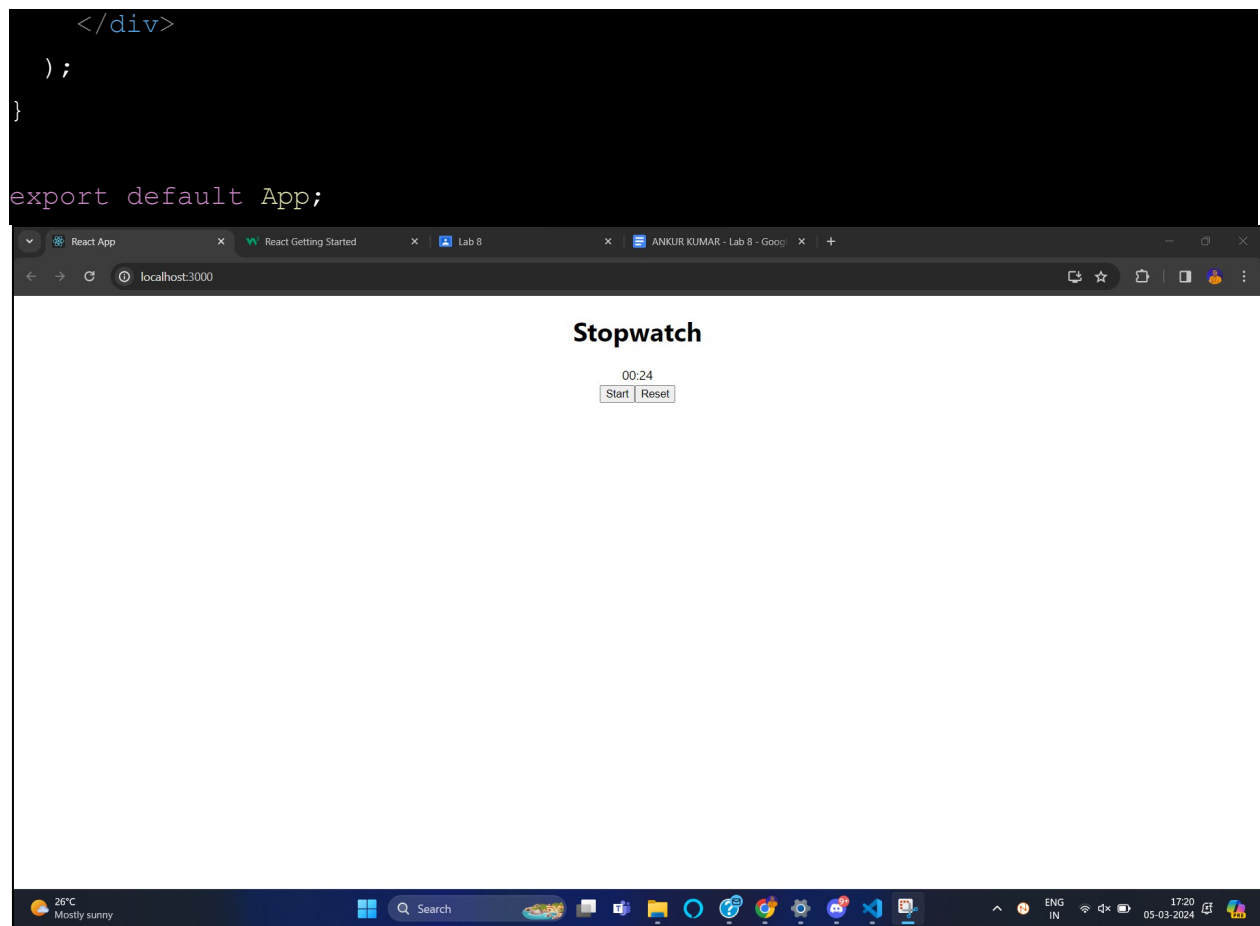 </div>
);
}
export default App;
React App
React Getting Started
Lab 8
ANKUR KUMAR - Lab 8 - Goog
localhost:3000
Stopwatch
00:24
Start Reset
26°C
Mostly sunny
Search
ENG
IN
17:20
05-03-2024